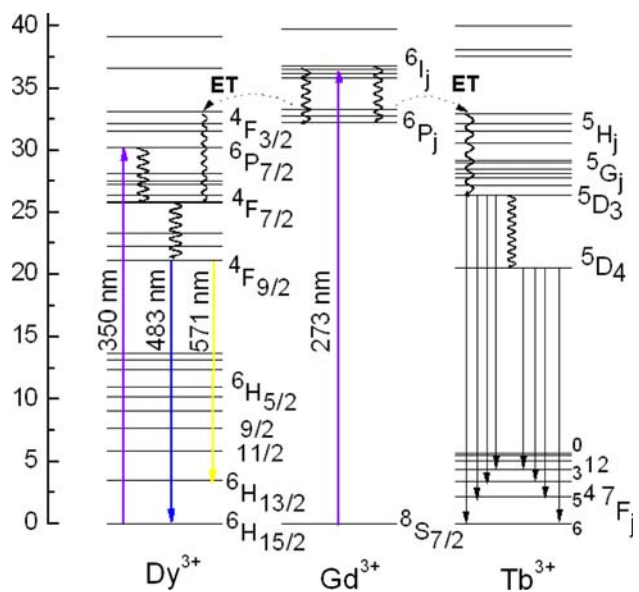 40
35
30
25
20
15
10
5
0
ET
⁴F₃/₂
⁶P₇/₂
⁴F₇/₂
⁴F₉/₂
350 nm
483 nm
571 nm
⁶H₅/₂
9/2
11/2
⁶H₁₃/₂
⁶H₁₅/₂
Dy³⁺
⁶Iⱼ
⁶Pⱼ
273 nm
⁸S₇/₂
Gd³⁺
ET
⁵Hⱼ
⁵Gⱼ
⁵D₃
⁵D₄
0
3 1 2
5 4 ⁷Fⱼ
6
Tb³⁺